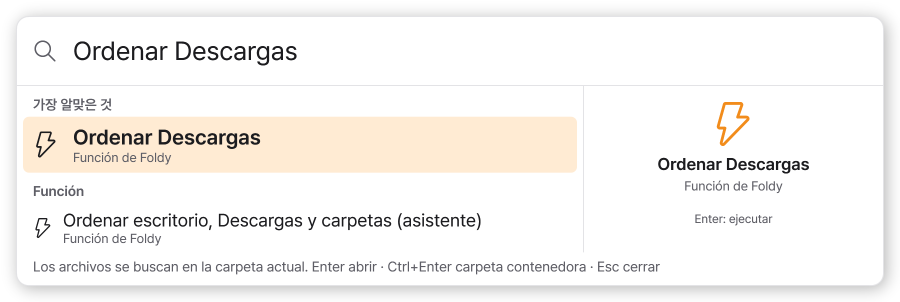 Ordenar Descargas
가장 알맞은 것
Ordenar Descargas
Función de Foldy
Función
Ordenar escritorio, Descargas y carpetas (asistente)
Función de Foldy
Ordenar Descargas
Función de Foldy
Enter: ejecutar
Los archivos se buscan en la carpeta actual. Enter abrir · Ctrl+Enter carpeta contenedora · Esc cerrar